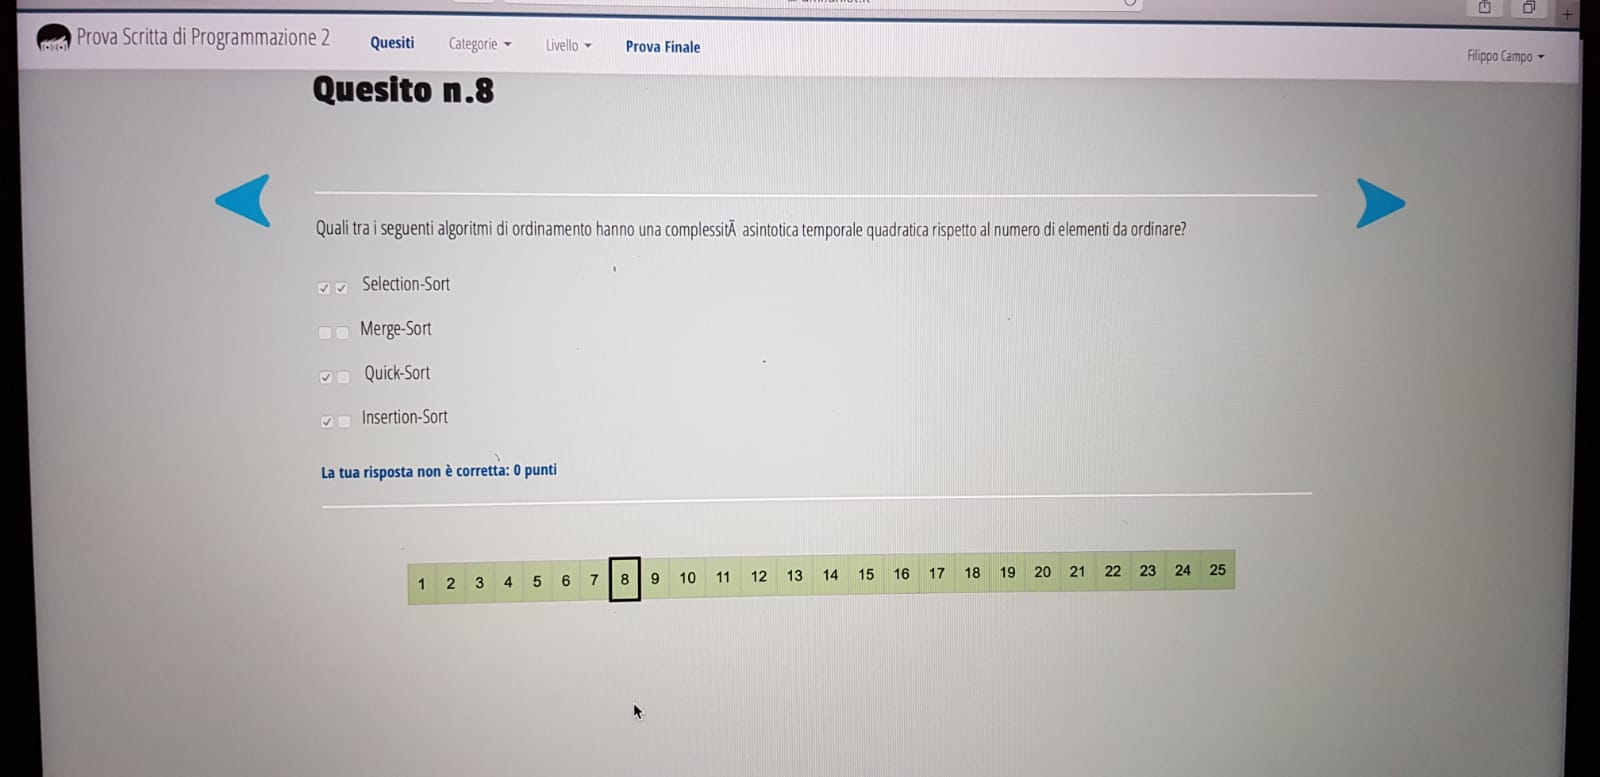 Prova Scritta di Programmazione 2 Quesiti Categorie Livello Prova Finale Filippo Campo
Quesito n.8
Quali tra i seguenti algoritmi di ordinamento hanno una complessitÃ asintotica temporale quadratica rispetto al numero di elementi da ordinare?
Selection-Sort
Merge-Sort
Quick-Sort
Insertion-Sort
La tua risposta non è corretta: 0 punti
1 2 3 4 5 6 7 8 9 10 11 12 13 14 15 16 17 18 19 20 21 22 23 24 25